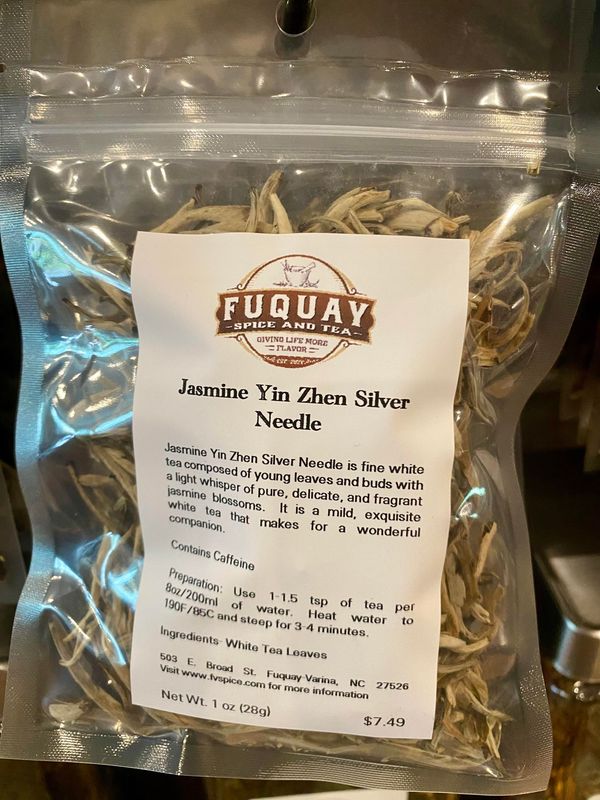 FUQUAY
SPICE AND TEA
GIVING LIFE MORE
FLAVOR
Jasmine Yin Zhen Silver
Needle
Jasmine Yin Zhen Silver Needle is fine white
tea composed of young leaves and buds with
a light whisper of pure, delicate, and fragrant
jasmine blossoms. It is a mild, exquisite
white tea that makes for a wonderful
companion.
Contains Caffeine
Preparation: Use 1-1.5 tsp of tea per
8oz/200ml of water. Heat water to
190F/85C and steep for 3-4 minutes.
Ingredients- White Tea Leaves
503 E. Broad St. Fuquay-Varina, NC 27526
Visit www.fvspice.com for more information
Net Wt. 1 oz (28g)
$7.49